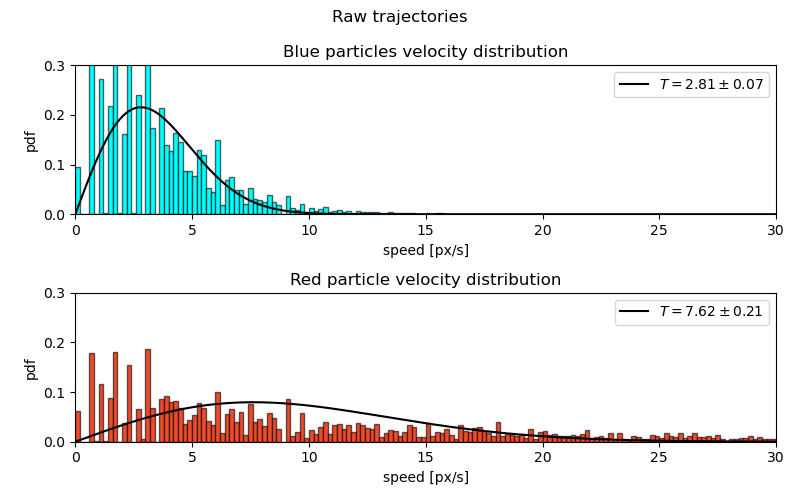 Raw trajectories
Blue particles velocity distribution
0.3
0.2
0.1
0.0
pdf
T = 2.81 ± 0.07
0 5 10 15 20 25 30
speed [px/s]
Red particle velocity distribution
0.3
0.2
0.1
0.0
pdf
T = 7.62 ± 0.21
0 5 10 15 20 25 30
speed [px/s]